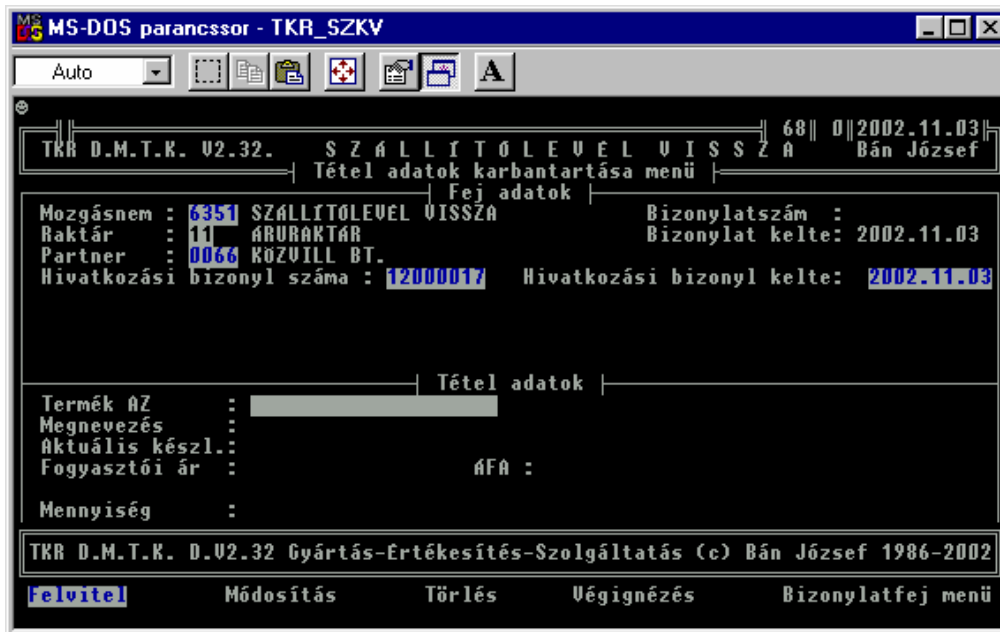 MS-DOS parancssor - TKR_SZKV
Auto
A
68 0 2002.11.03
TKR D.M.T.K. V2.32. S Z Á L L Í T Ó L E V É L V I S S Z A Bán József
Tétel adatok karbantartása menü
Fej adatok
Mozgásnem : 6351 SZÁLLÍTÓLEVÉL VISSZA Bizonylatszám :
Raktár : 11 ÁRURAKTÁR Bizonylat kelte: 2002.11.03
Partner : 0066 KÖZVILL BT.
Hivatkozási bizonyl száma : 12000017 Hivatkozási bizonyl kelte: 2002.11.03
Tétel adatok
Termék AZ :
Megnevezés :
Aktuális készl.:
Fogyasztói ár : ÁFA :
Mennyiség :
TKR D.M.T.K. D.V2.32 Gyártás-Értékesítés-Szolgáltatás (c) Bán József 1986-2002
Felvitel Módosítás Törlés Végignézés Bizonylatfej menü